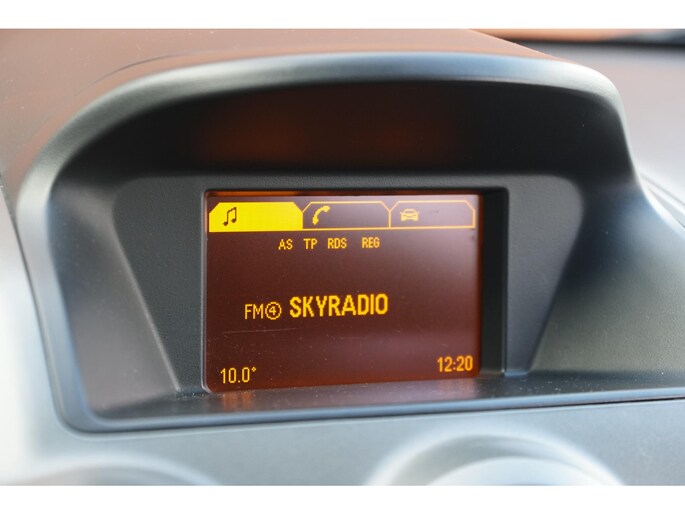 AS TP RDS REG
FM④ SKYRADIO
10.0° 12:20